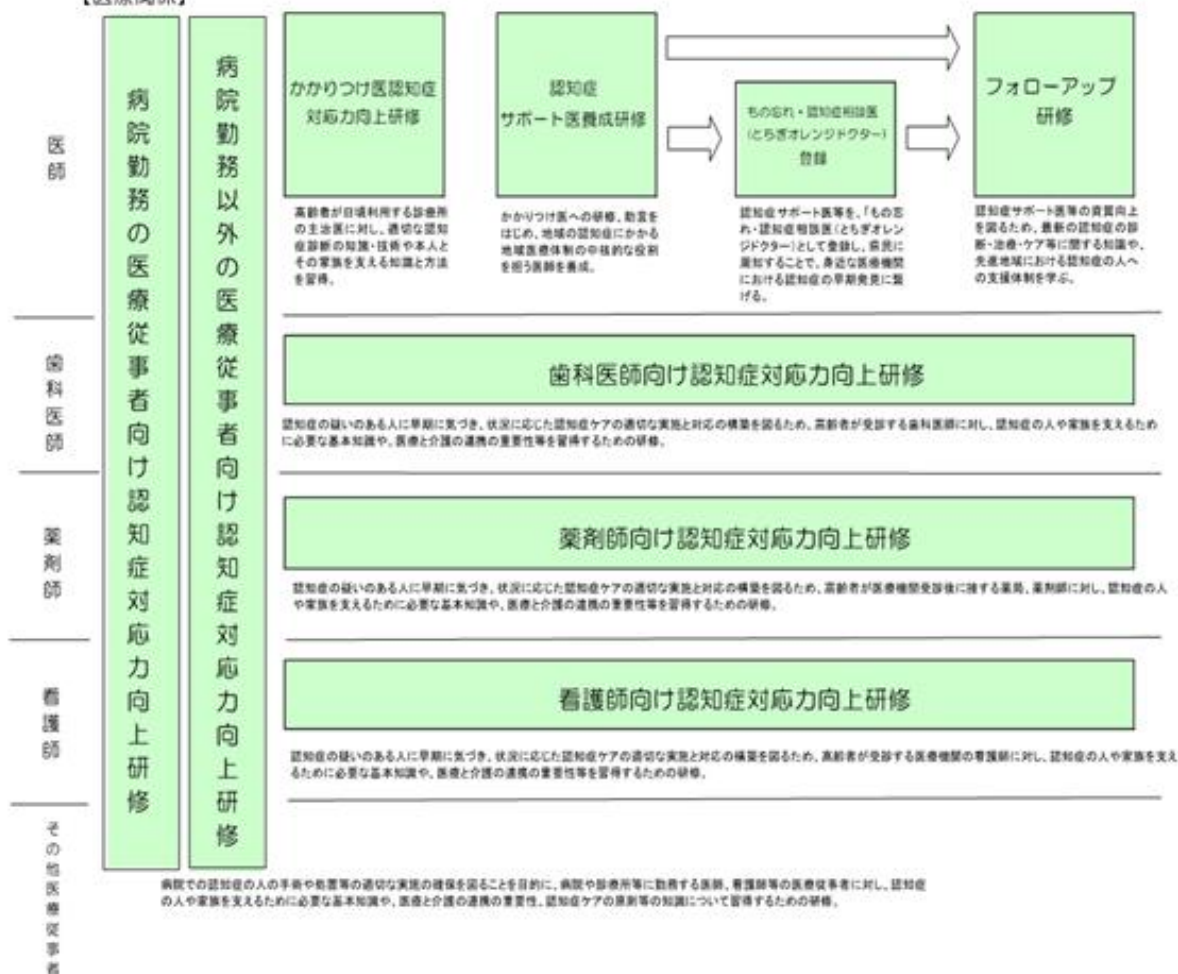 【医療関係】
医師
病院勤務の医療従事者向け認知症対応力向上研修
病院勤務以外の医療従事者向け認知症対応力向上研修
かかりつけ医認知症
対応力向上研修
高齢者が日頃利用する診療所
の主治医に対し、適切な認知
症診断の知識・技術や本人と
その家族を支える知識と方法
を習得。
認知症
サポート医養成研修
かかりつけ医への研修、助言を
はじめ、地域の認知症にかかる
地域医療体制の中核的な役割
を担う医師を養成。
もの忘れ・認知症相談医
(とちぎオレンジドクター)
登録
認知症サポート医等を、「もの忘
れ・認知症相談医(とちぎオレン
ジドクター)として登録し、県民に
周知することで、身近な医療機関
における認知症の早期発見に繋
げる。
フォローアップ
研修
認知症サポート医等の資質向上
を図るため、最新の認知症の診
断・治療・ケア等に関する知識や、
先進地域における認知症の人へ
の支援体制を学ぶ。
歯科医師
歯科医師向け認知症対応力向上研修
認知症の疑いのある人に早期に気づき、状況に応じた認知症ケアの適切な実施と対応の構築を図るため、高齢者が受診する歯科医師に対し、認知症の人や家族を支えるため
に必要な基本知識や、医療と介護の連携の重要性等を習得するための研修。
薬剤師
薬剤師向け認知症対応力向上研修
認知症の疑いのある人に早期に気づき、状況に応じた認知症ケアの適切な実施と対応の構築を図るため、高齢者が医療機関受診後に接する薬局、薬剤師に対し、認知症の人
や家族を支えるために必要な基本知識や、医療と介護の連携の重要性等を習得するための研修。
看護師
看護師向け認知症対応力向上研修
認知症の疑いのある人に早期に気づき、状況に応じた認知症ケアの適切な実施と対応の構築を図るため、高齢者が受診する医療機関の看護師に対し、認知症の人や家族を支え
るために必要な基本知識や、医療と介護の連携の重要性等を習得するための研修。
その他医療従事者
病院での認知症の人の手術や処置等の適切な実施の確保を図ることを目的に、病院や診療所等に勤務する医師、看護師等の医療従事者に対し、認知症
の人や家族を支えるために必要な基本知識や、医療と介護の連携の重要性、認知症ケアの原則等の知識について習得するための研修。